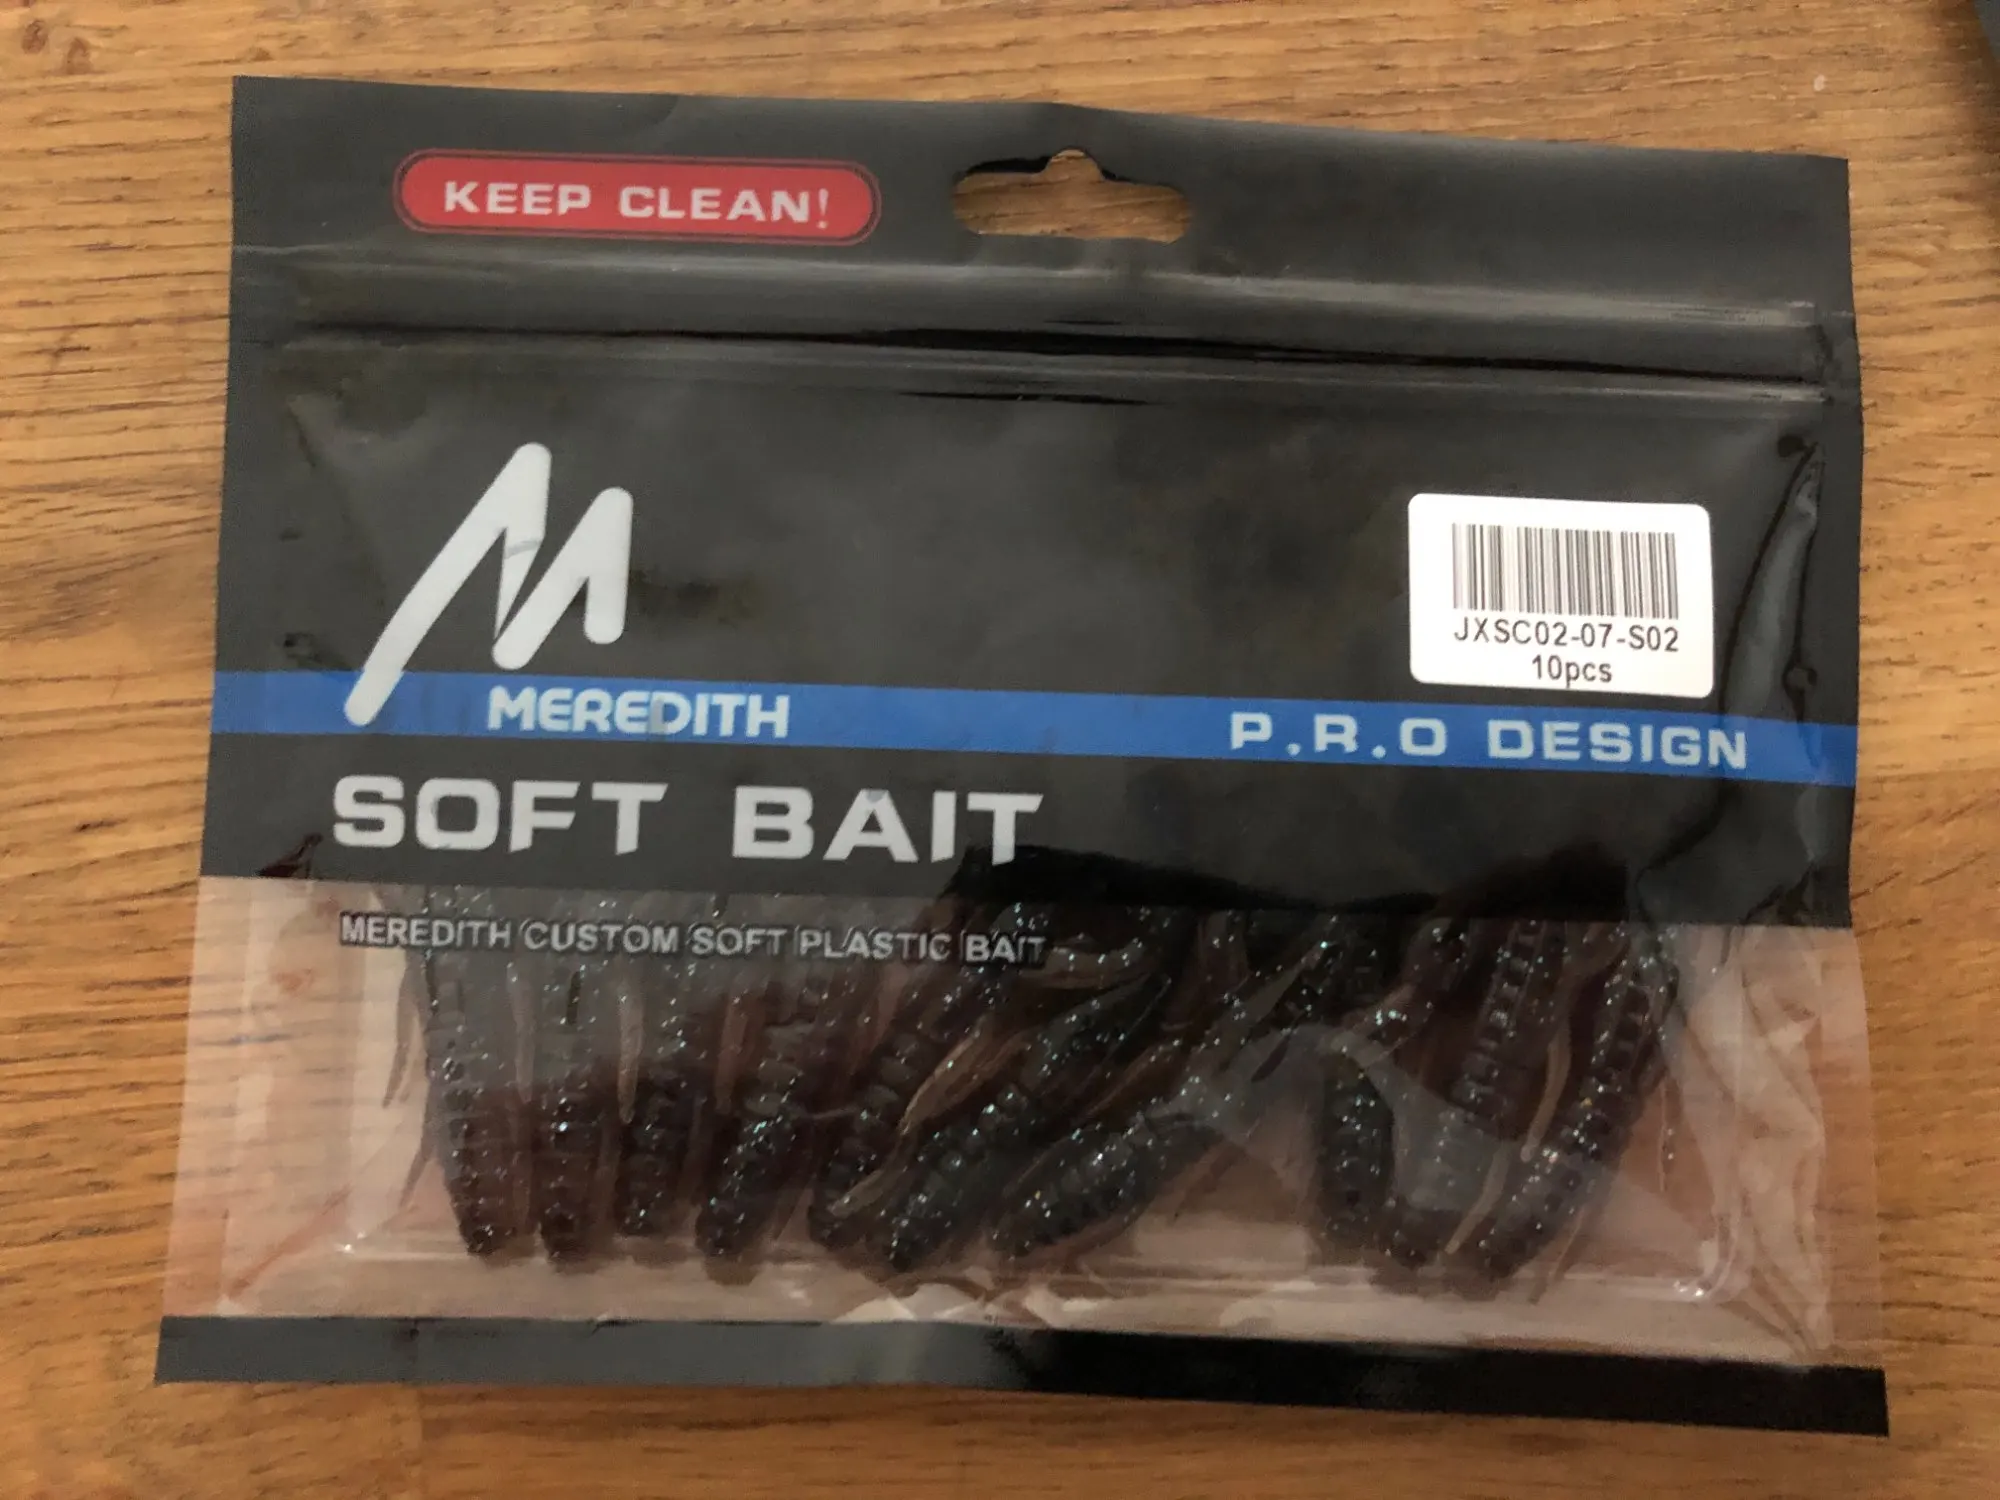 KEEP CLEAN!
JXSC02-07-S02
10pcs
MEREDITH
P.R.O DESIGN
SOFT BAIT
MEREDITH CUSTOM SOFT PLASTIC BAIT